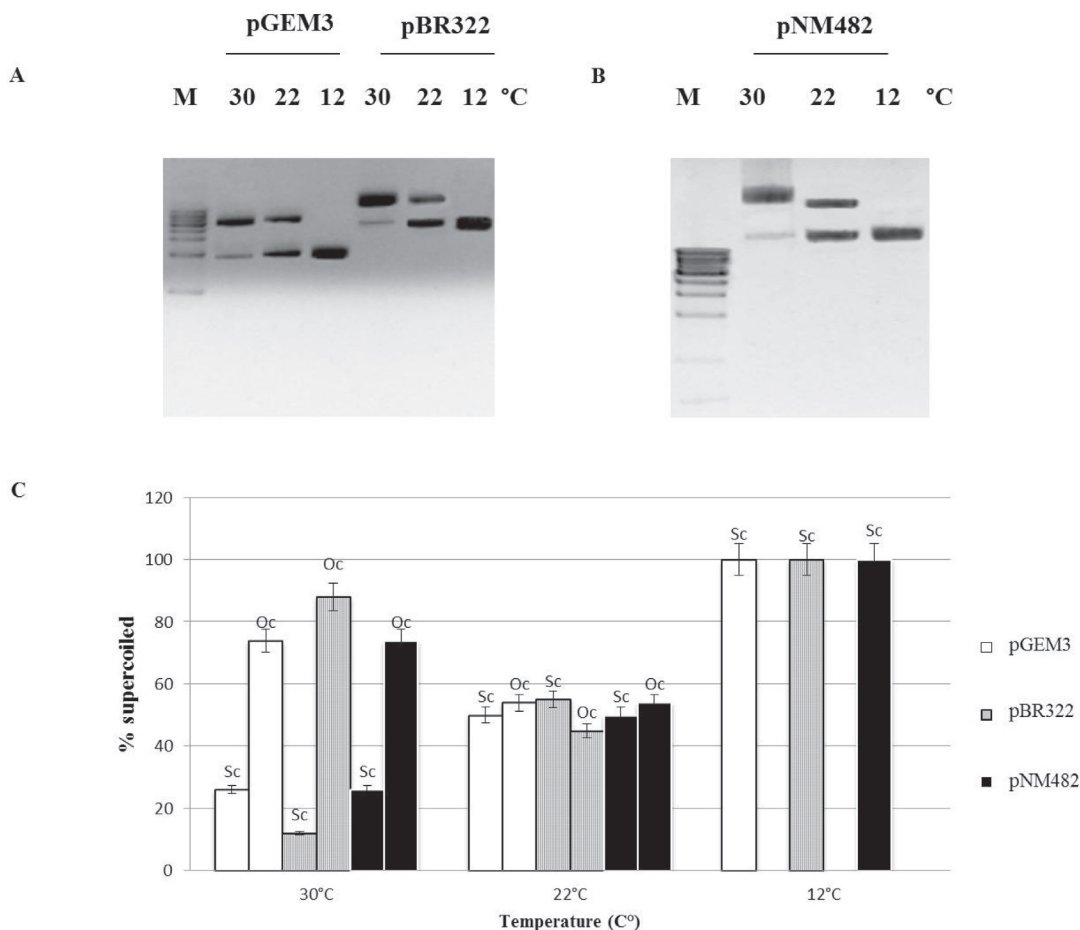 pGEM3 pBR322 pNM482
A B
M 30 22 12 30 22 12 °C M 30 22 12 °C
C
120
100
80
60
40
20
0
% supercoiled
Sc Oc Sc Oc Sc Oc
Sc Oc Sc Oc Sc Oc
Sc Sc Sc
30°C 22°C 12°C
Temperature (C°)
pGEM3
pBR322
pNM482